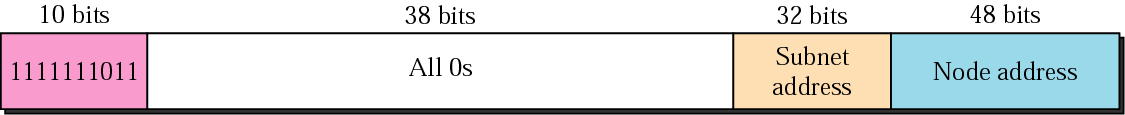 10 bits
38 bits
32 bits
48 bits
1111111011
All 0s
Subnet
address
Node address